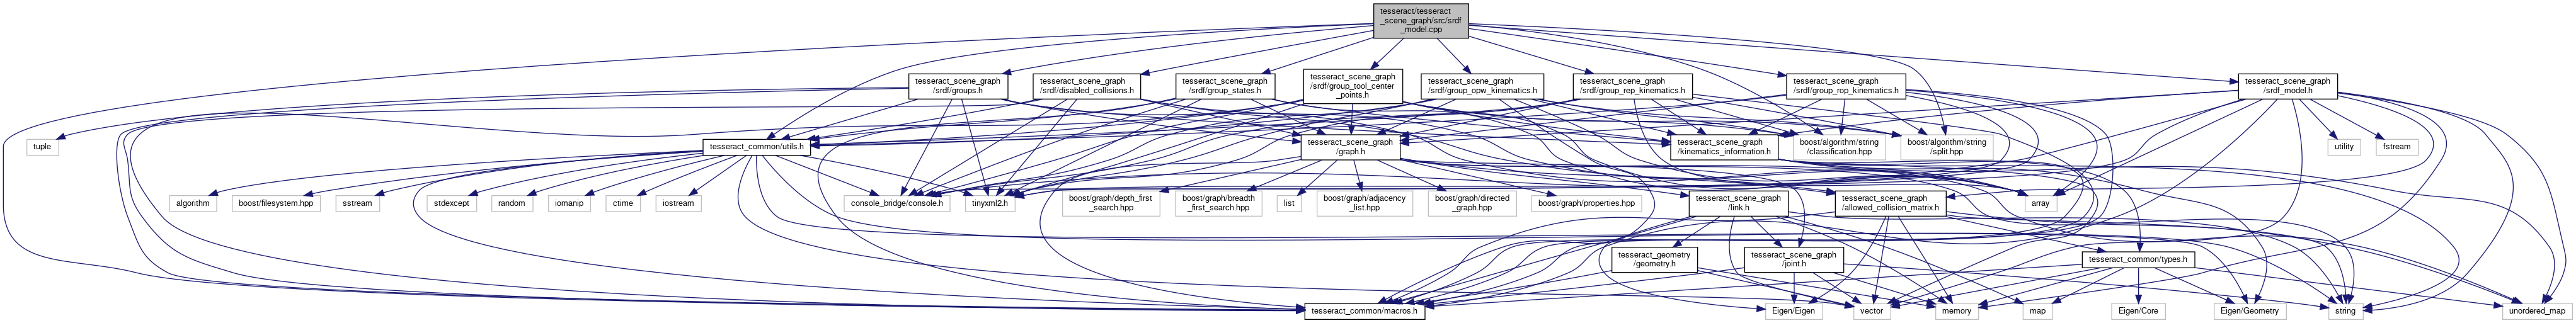 tesseract/tesseract
_scene_graph/src/srdf
_model.cpp
tesseract_scene_graph
/srdf/groups.h
tesseract_scene_graph
/srdf/disabled_collisions.h
tesseract_scene_graph
/srdf/group_states.h
tesseract_scene_graph
/srdf/group_tool_center
_points.h
tesseract_scene_graph
/srdf/group_opw_kinematics.h
tesseract_scene_graph
/srdf/group_rep_kinematics.h
tesseract_scene_graph
/srdf/group_rop_kinematics.h
tesseract_scene_graph
/srdf_model.h
tuple
tesseract_common/utils.h
tesseract_scene_graph
/graph.h
tesseract_scene_graph
/kinematics_information.h
boost/algorithm/string
/classification.hpp
boost/algorithm/string
/split.hpp
utility
fstream
algorithm
boost/filesystem.hpp
sstream
stdexcept
random
iomanip
ctime
iostream
console_bridge/console.h
tinyxml2.h
boost/graph/depth_first
_search.hpp
boost/graph/breadth
_first_search.hpp
list
boost/graph/adjacency
_list.hpp
boost/graph/directed
_graph.hpp
boost/graph/properties.hpp
tesseract_scene_graph
/link.h
tesseract_scene_graph
/allowed_collision_matrix.h
array
tesseract_geometry
/geometry.h
tesseract_scene_graph
/joint.h
tesseract_common/types.h
tesseract_common/macros.h
Eigen/Eigen
vector
memory
map
Eigen/Core
Eigen/Geometry
string
unordered_map